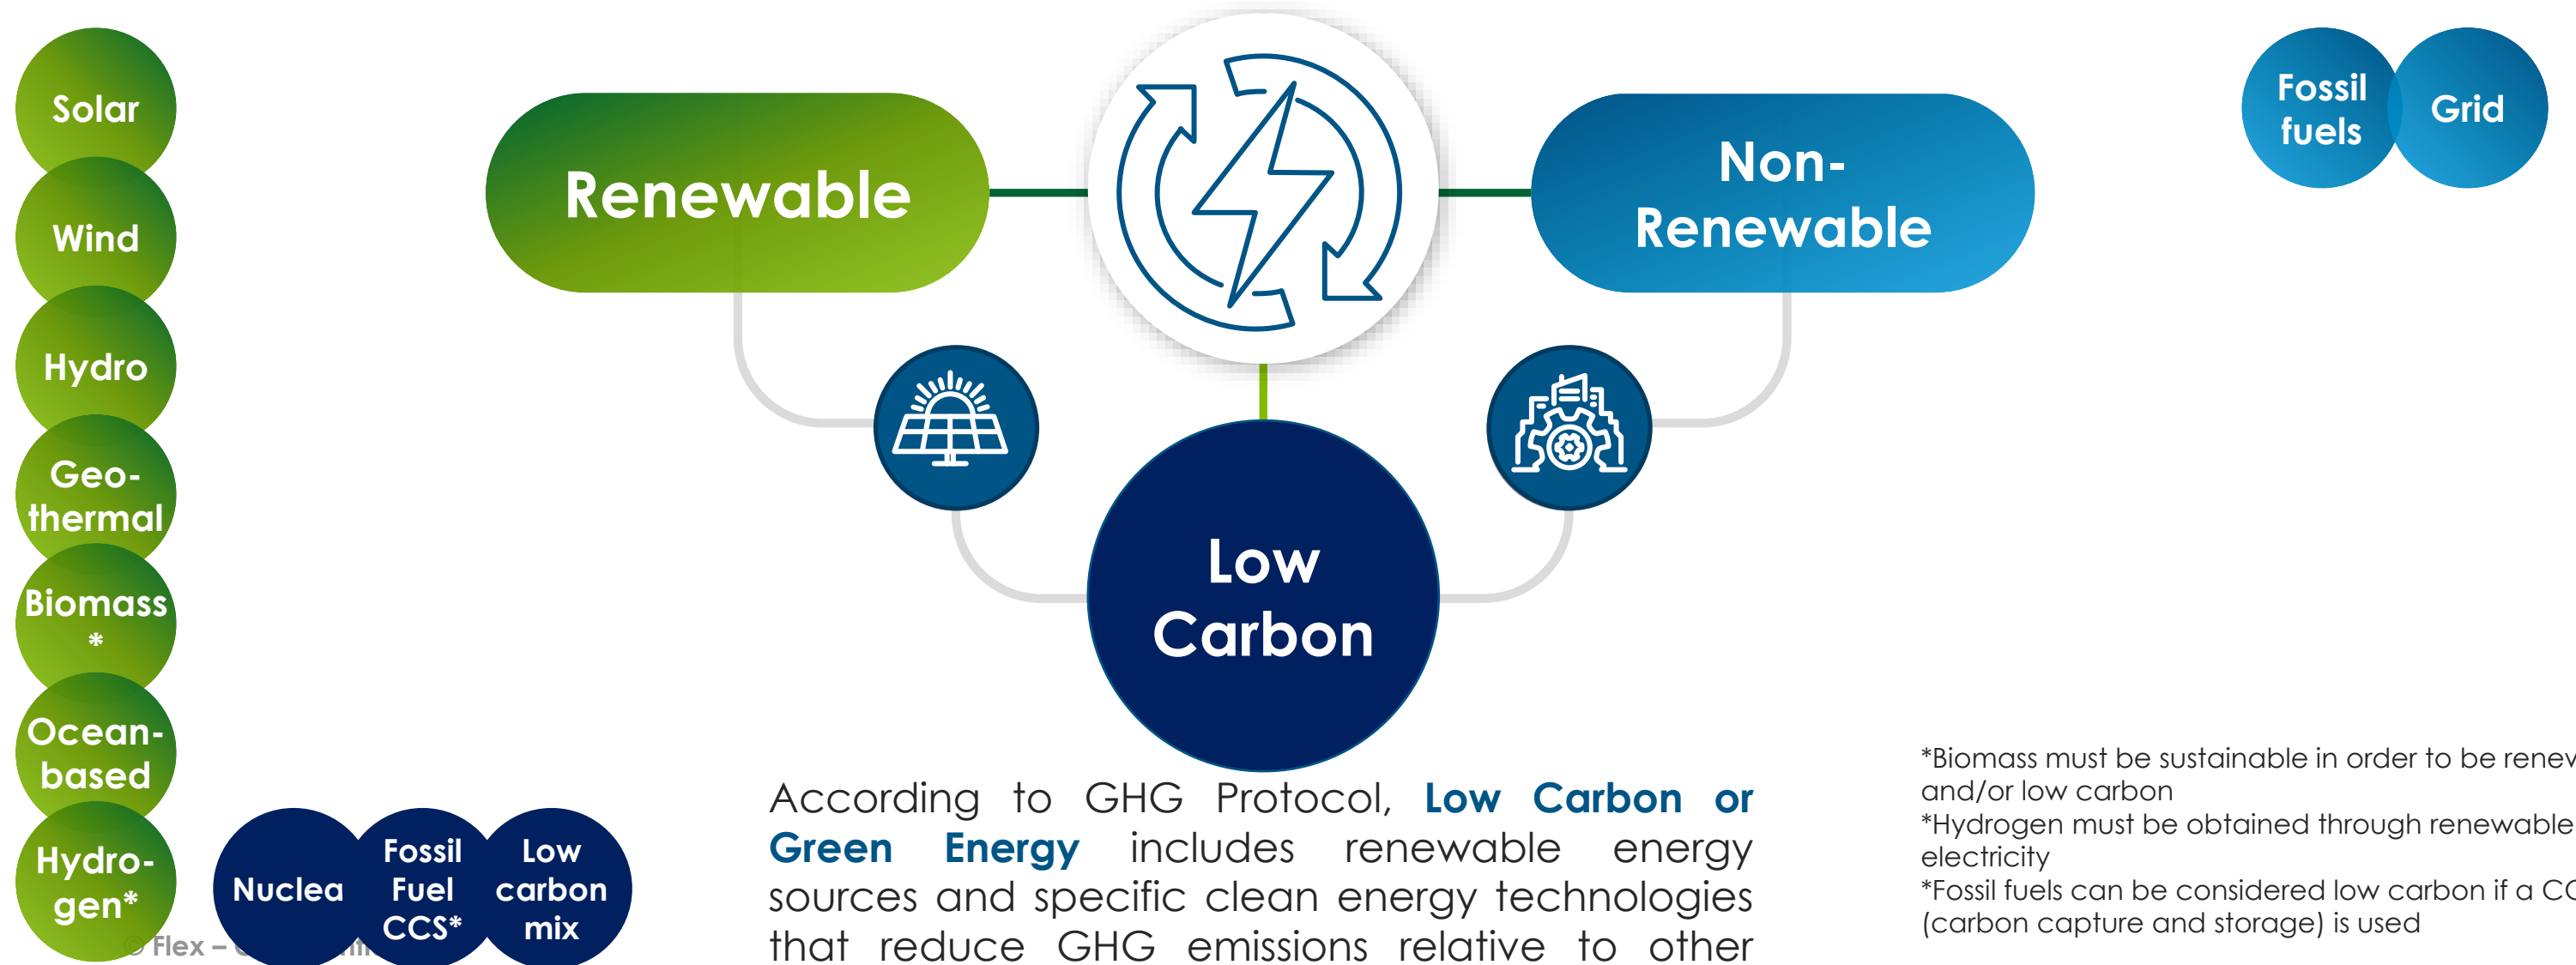 Solar
Wind
Hydro
Geo-
thermal
Biomass
*
Ocean-
based
Hydro-
gen*
Renewable
Non-
Renewable
Fossil
fuels
Grid
Low
Carbon
Nuclea
Fossil
Fuel
CCS*
Low
carbon
mix
According to GHG Protocol, Low Carbon or
Green Energy includes renewable energy
sources and specific clean energy technologies
that reduce GHG emissions relative to other
*Biomass must be sustainable in order to be renew
and/or low carbon
*Hydrogen must be obtained through renewable
electricity
*Fossil fuels can be considered low carbon if a CC
(carbon capture and storage) is used
© Flex –